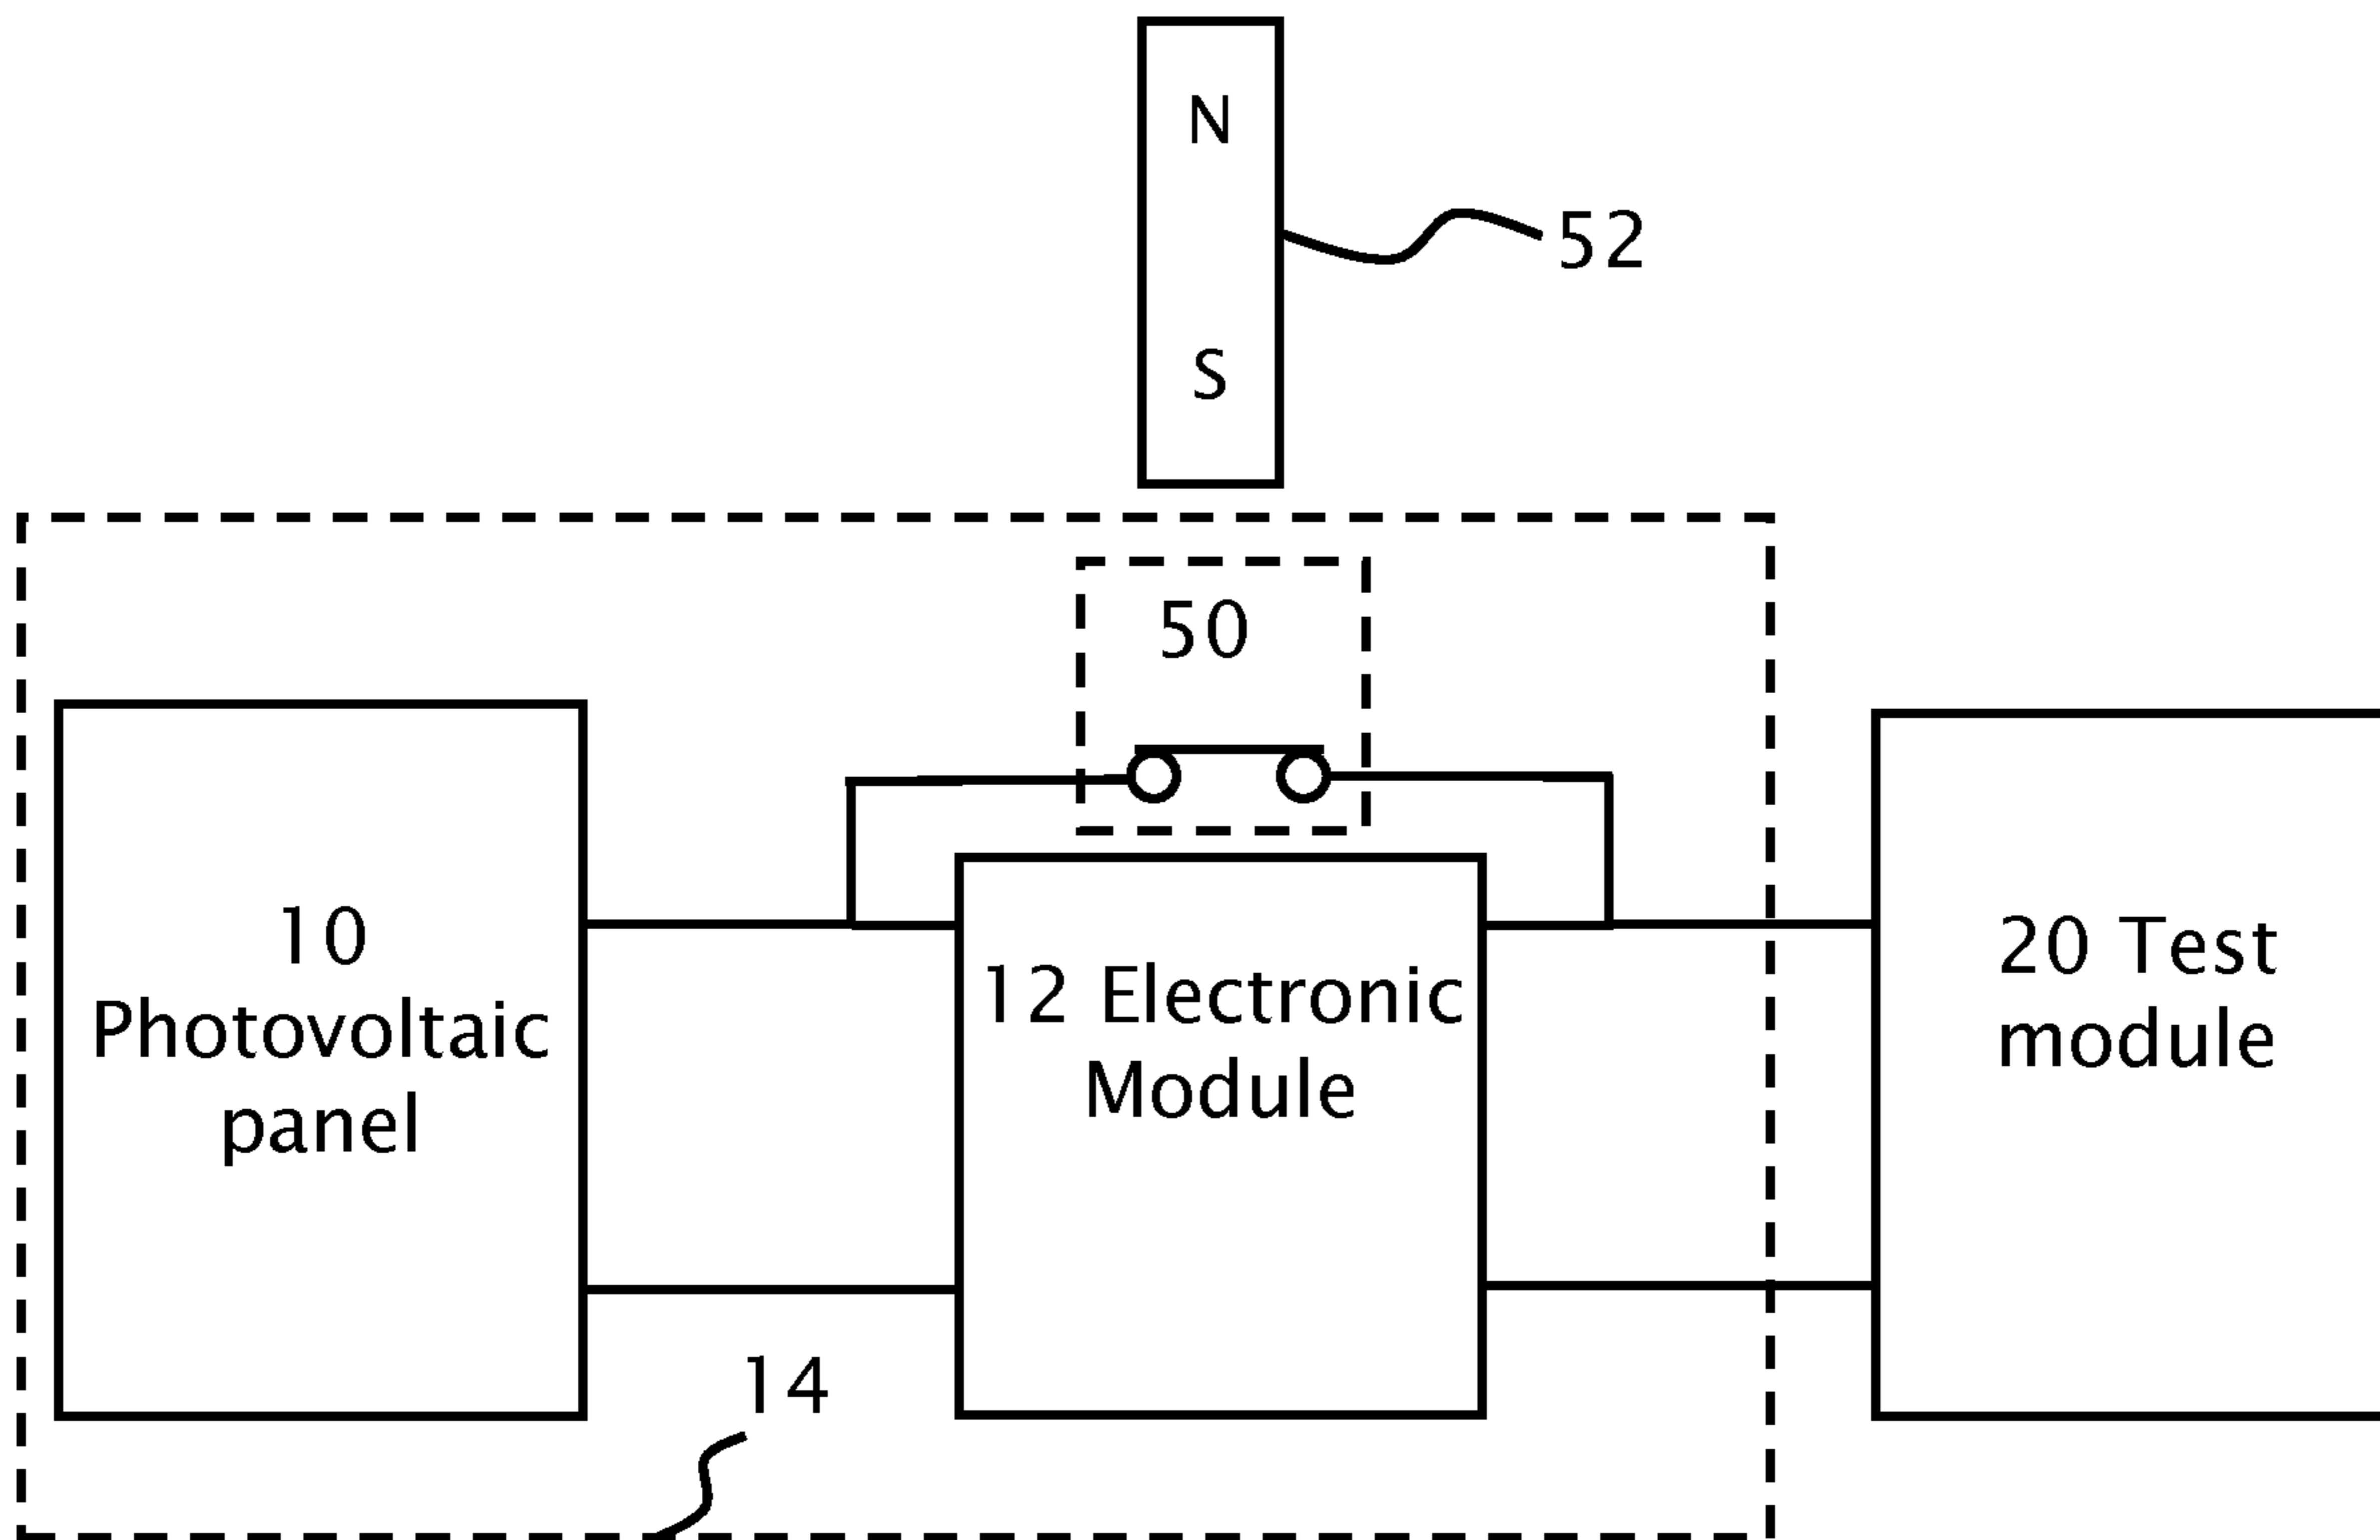 N
S
52
50
10
Photovoltaic
panel
12 Electronic
Module
20 Test
module
14